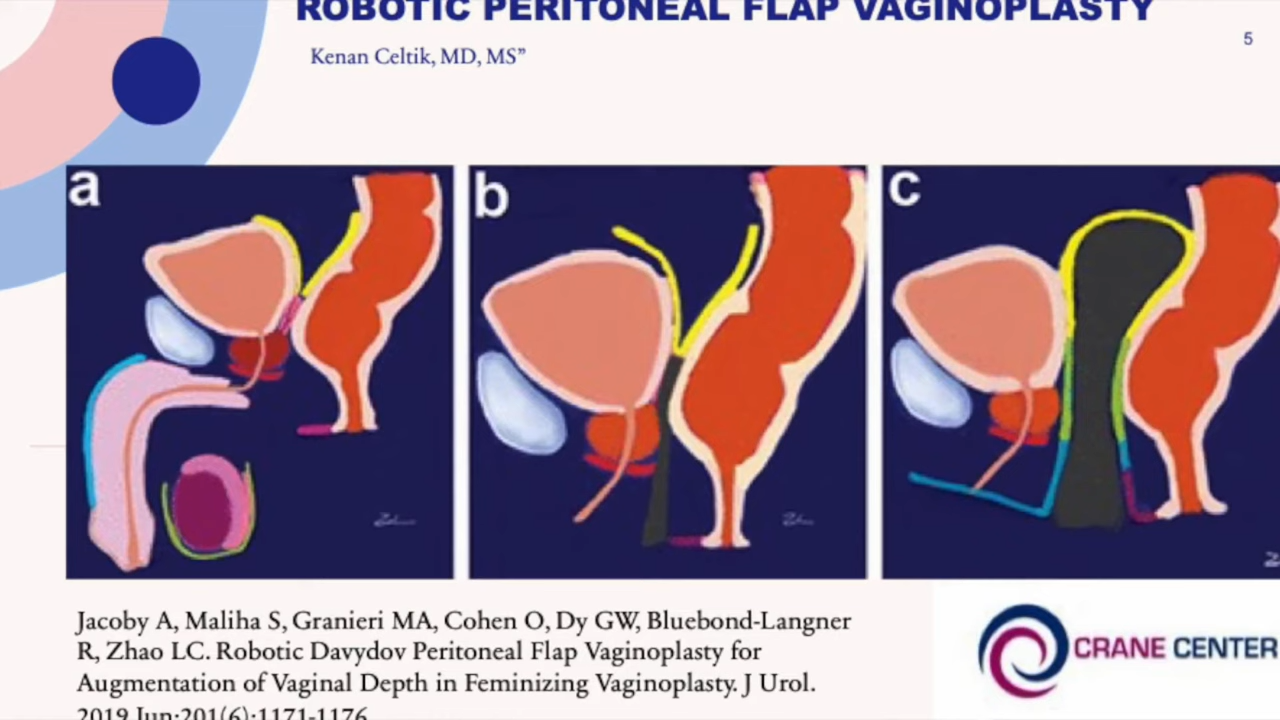 ROBOTIC PERITONEAL FLAP VAGINOPLASTY
5
Kenan Celtik, MD, MS”
a
b
c
Jacoby A, Maliha S, Granieri MA, Cohen O, Dy GW, Bluebond-Langner
R, Zhao LC. Robotic Davydov Peritoneal Flap Vaginoplasty for
Augmentation of Vaginal Depth in Feminizing Vaginoplasty. J Urol.
2019 Jun;201(6):1171-1176
CRANE CENTER